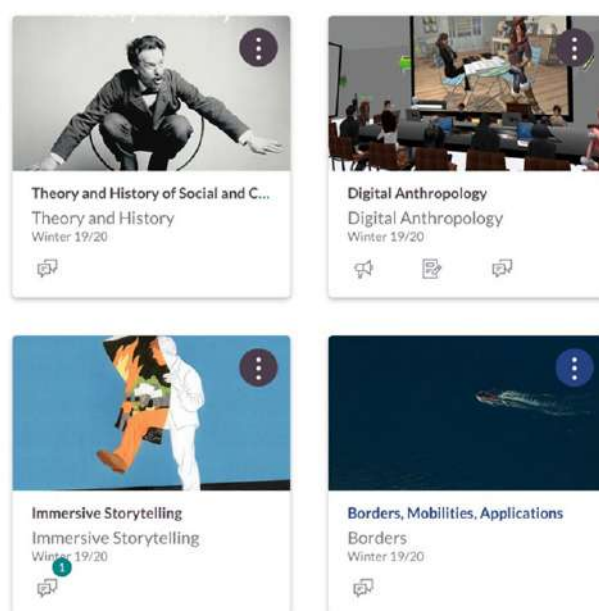 Theory and History of Social and C...
Theory and History
Winter 19/20
Digital Anthropology
Digital Anthropology
Winter 19/20
Immersive Storytelling
Immersive Storytelling
Winter 19/20
1
Borders, Mobilities, Applications
Borders
Winter 19/20